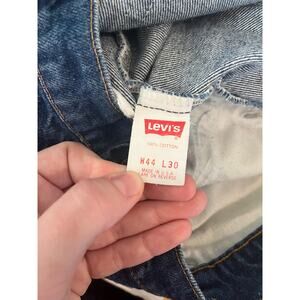 LEVI'S
100% COTTON
W44 L30
MADE IN U.S.A.
CARE ON REVERSE